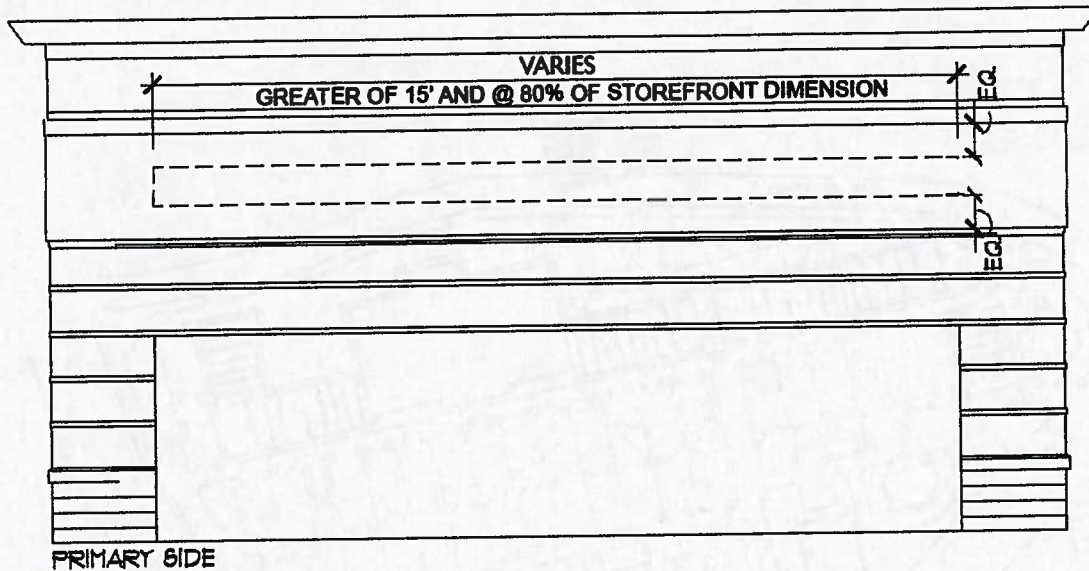 VARIES
GREATER OF 15' AND @ 80% OF STOREFRONT DIMENSION
EQ
EQ
PRIMARY SIDE